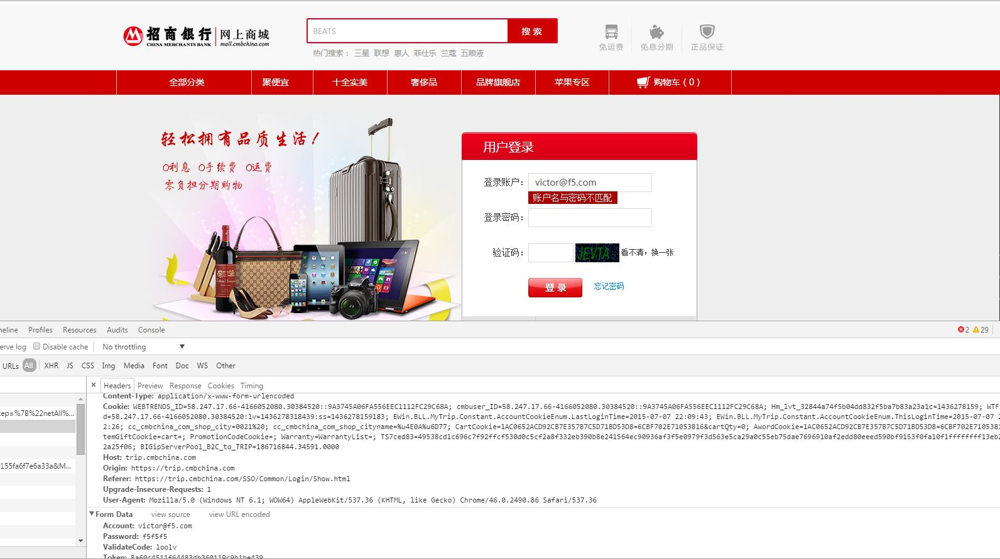 招商银行 网上商城
CHINA MERCHANTS BANK mall.cmbchina.com
BEATS 搜 索
热门搜索： 三星 联想 惠人 菲仕乐 兰蔻 五粮液
免运费 免息分期 正品保证
全部分类 聚便宜 十全实美 奢侈品 品牌旗舰店 苹果专区 购物车 ( 0 )
轻松拥有品质生活!
0利息 0手续费 0运费
零负担分期购物
用户登录
登录账户： victor@f5.com
账户名与密码不匹配
登录密码：
验证码： JEVTA 看不清，换一张
登 录 忘记密码
SONY
neline Profiles Resources Audits Console 2 29
erve log Disable cache No throttling
URLs All XHR JS CSS Img Media Font Doc WS Other
Headers Preview Response Cookies Timing
Content-Type: application/x-www-form-urlencoded
Cookie: WEBTRENDS_ID=58.247.17.66-4166052080.30384520::9A3745A06FA556EEC1112FC29C68A; cmbuser_ID=58.247.17.66-4166052080.30384520::9A3745A06FA556EEC1112FC29C68A; Hm_lvt_32844a74f5b04dd832f5ba7b83a23a1c=1436278159; WTF
ep=%7B%22netAll%...
d=58.247.17.66-4166052080.30384520:lv=1436278318439:ss=1436278159183; EWin.BLL.MyTrip.Constant.AccountCookieEnum.LastLoginTime=2015-07-07 22:09:43; EWin.BLL.MyTrip.Constant.AccountCookieEnum.ThisLoginTime=2015-07-07 2
2:26; cc_cmbchina_com_shop_city=0021%20; cc_cmbchina_com_shop_cityname=%u4E0A%u6D77; CartCookie=1AC0652ACD92CB7E357B7C5D71BD53D8=6CBF702E71053816&cartQty=0; AwordCookie=1AC0652ACD92CB7E357B7C5D71BD53D8=6CBF702E7105381
temGiftCookie=cart=; PromotionCodeCookie=; Warranty=WarrantyList=; TS7ced83=49538cd1c696c7f92ffcf530d0c5cf2a8f332eb390b8e241564ec90936af3f5e0979f3d563e5ca29a0c55eb75dae7696910af2edd80eeed590bf9153f0fa10f1ffffffff13eb2
2a25f06; BIGipServerPool_B2C_to_TRIP=186716844.34591.0000
Host: trip.cmbchina.com
155fa6f7e6a33a&M...
Origin: https://trip.cmbchina.com
Referer: https://trip.cmbchina.com/SSO/Common/Login/Show.html
Upgrade-Insecure-Requests: 1
User-Agent: Mozilla/5.0 (Windows NT 6.1; WOW64) AppleWebKit/537.36 (KHTML, like Gecko) Chrome/46.0.2490.86 Safari/537.36
Form Data view source view URL encoded
Account: victor@f5.com
Password: f5f5f5
ValidateCode: loolv
Token: 8a60c4511f64483db360119c9b1be439